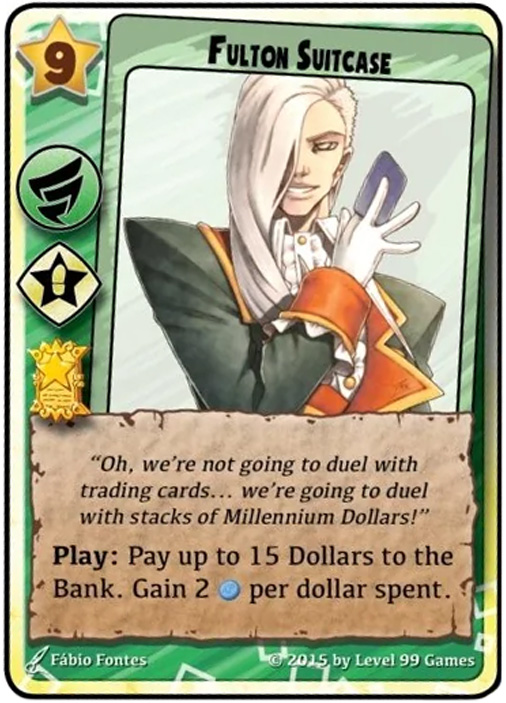 9
FULTON SUITCASE
“Oh, we’re not going to duel with
trading cards... we’re going to duel
with stacks of Millennium Dollars!”
Play: Pay up to 15 Dollars to the
Bank. Gain 2 per dollar spent.
Fábio Fontes
© 2015 by Level 99 Games